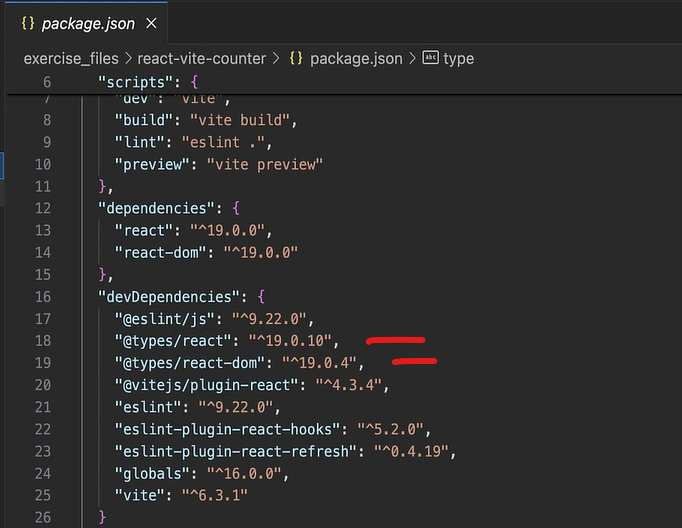 {} package.json ×
exercise_files > react-vite-counter > {} package.json > abc type
6 "scripts": {
7 "dev": "vite",
8 "build": "vite build",
9 "lint": "eslint .",
10 "preview": "vite preview"
11 },
12 "dependencies": {
13 "react": "^19.0.0",
14 "react-dom": "^19.0.0"
15 },
16 "devDependencies": {
17 "@eslint/js": "^9.22.0",
18 "@types/react": "^19.0.10",
19 "@types/react-dom": "^19.0.4",
20 "@vitejs/plugin-react": "^4.3.4",
21 "eslint": "^9.22.0",
22 "eslint-plugin-react-hooks": "^5.2.0",
23 "eslint-plugin-react-refresh": "^0.4.19",
24 "globals": "^16.0.0",
25 "vite": "^6.3.1"
26 }